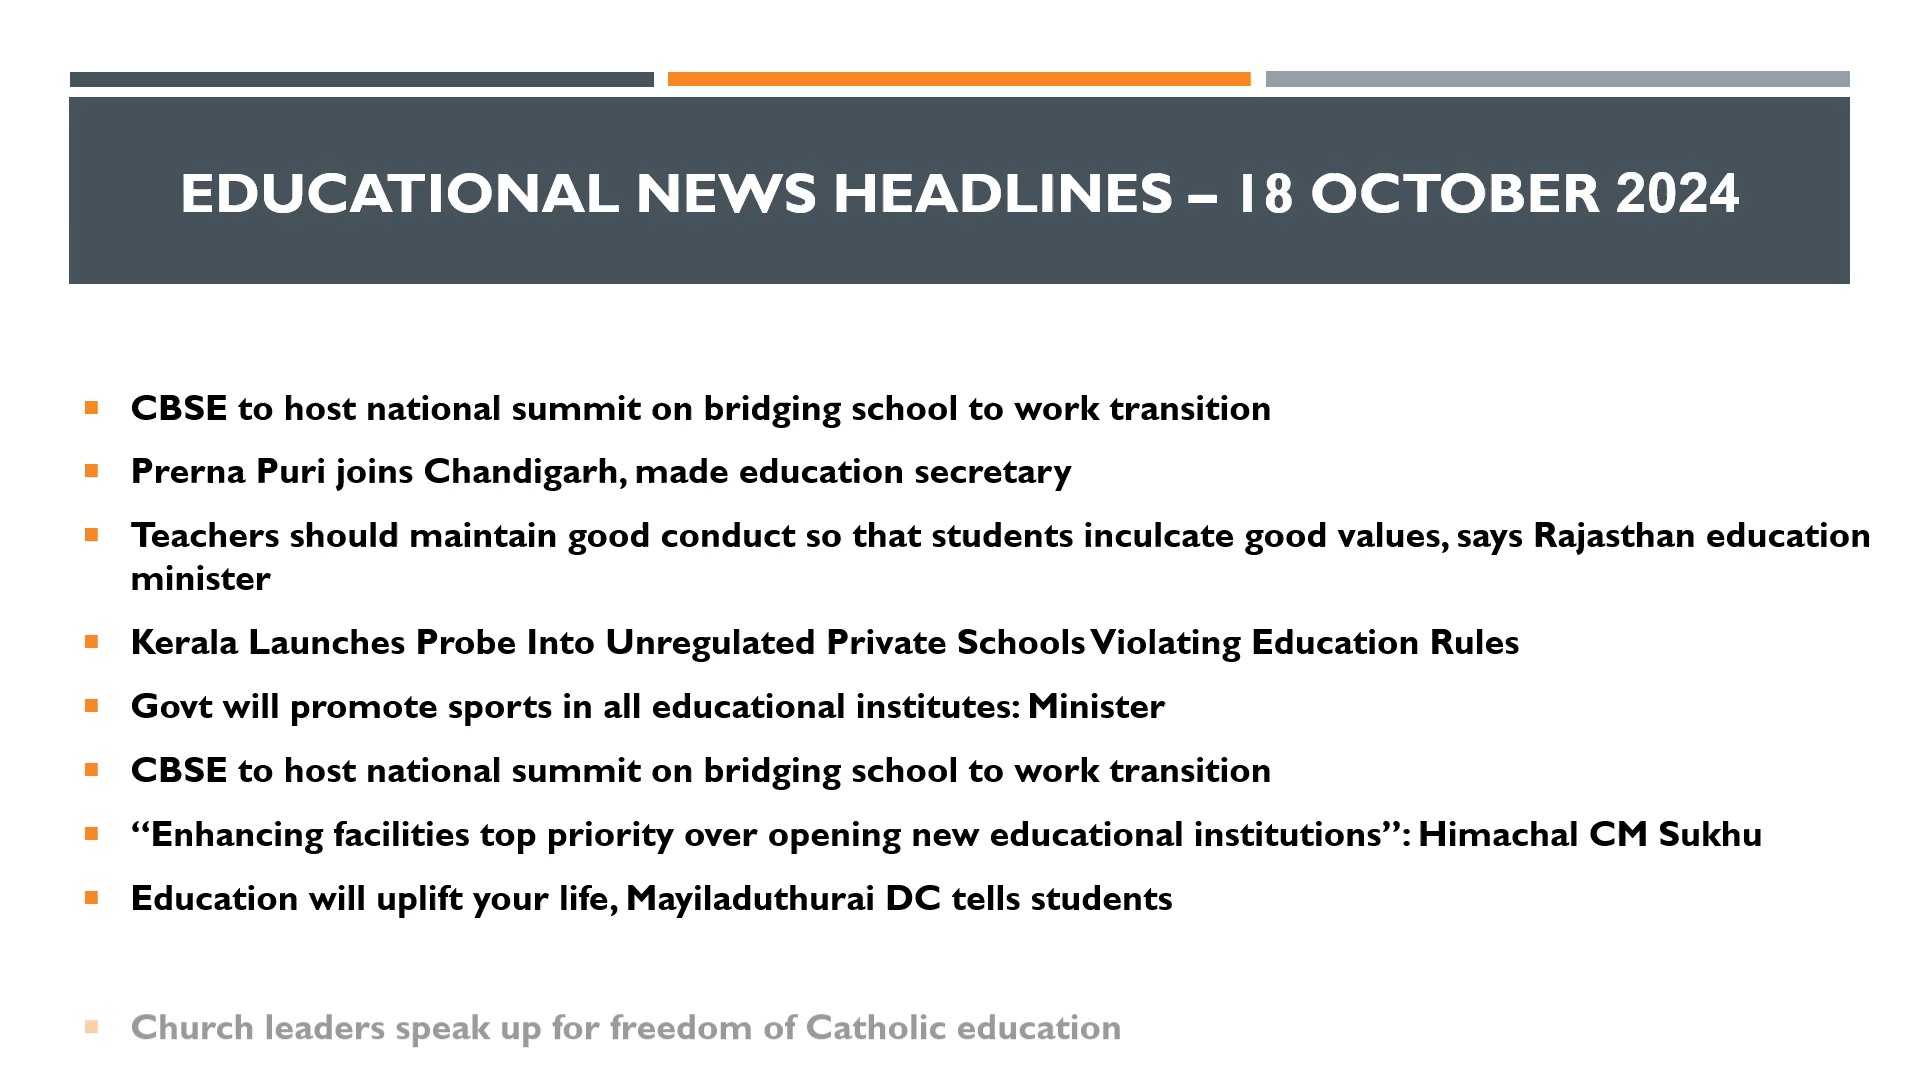 EDUCATIONAL NEWS HEADLINES – 18 OCTOBER 2024
CBSE to host national summit on bridging school to work transition
Prerna Puri joins Chandigarh, made education secretary
Teachers should maintain good conduct so that students inculcate good values, says Rajasthan education
minister
Kerala Launches Probe Into Unregulated Private Schools Violating Education Rules
Govt will promote sports in all educational institutes: Minister
CBSE to host national summit on bridging school to work transition
“Enhancing facilities top priority over opening new educational institutions”: Himachal CM Sukhu
Education will uplift your life, Mayiladuthurai DC tells students
Church leaders speak up for freedom of Catholic education